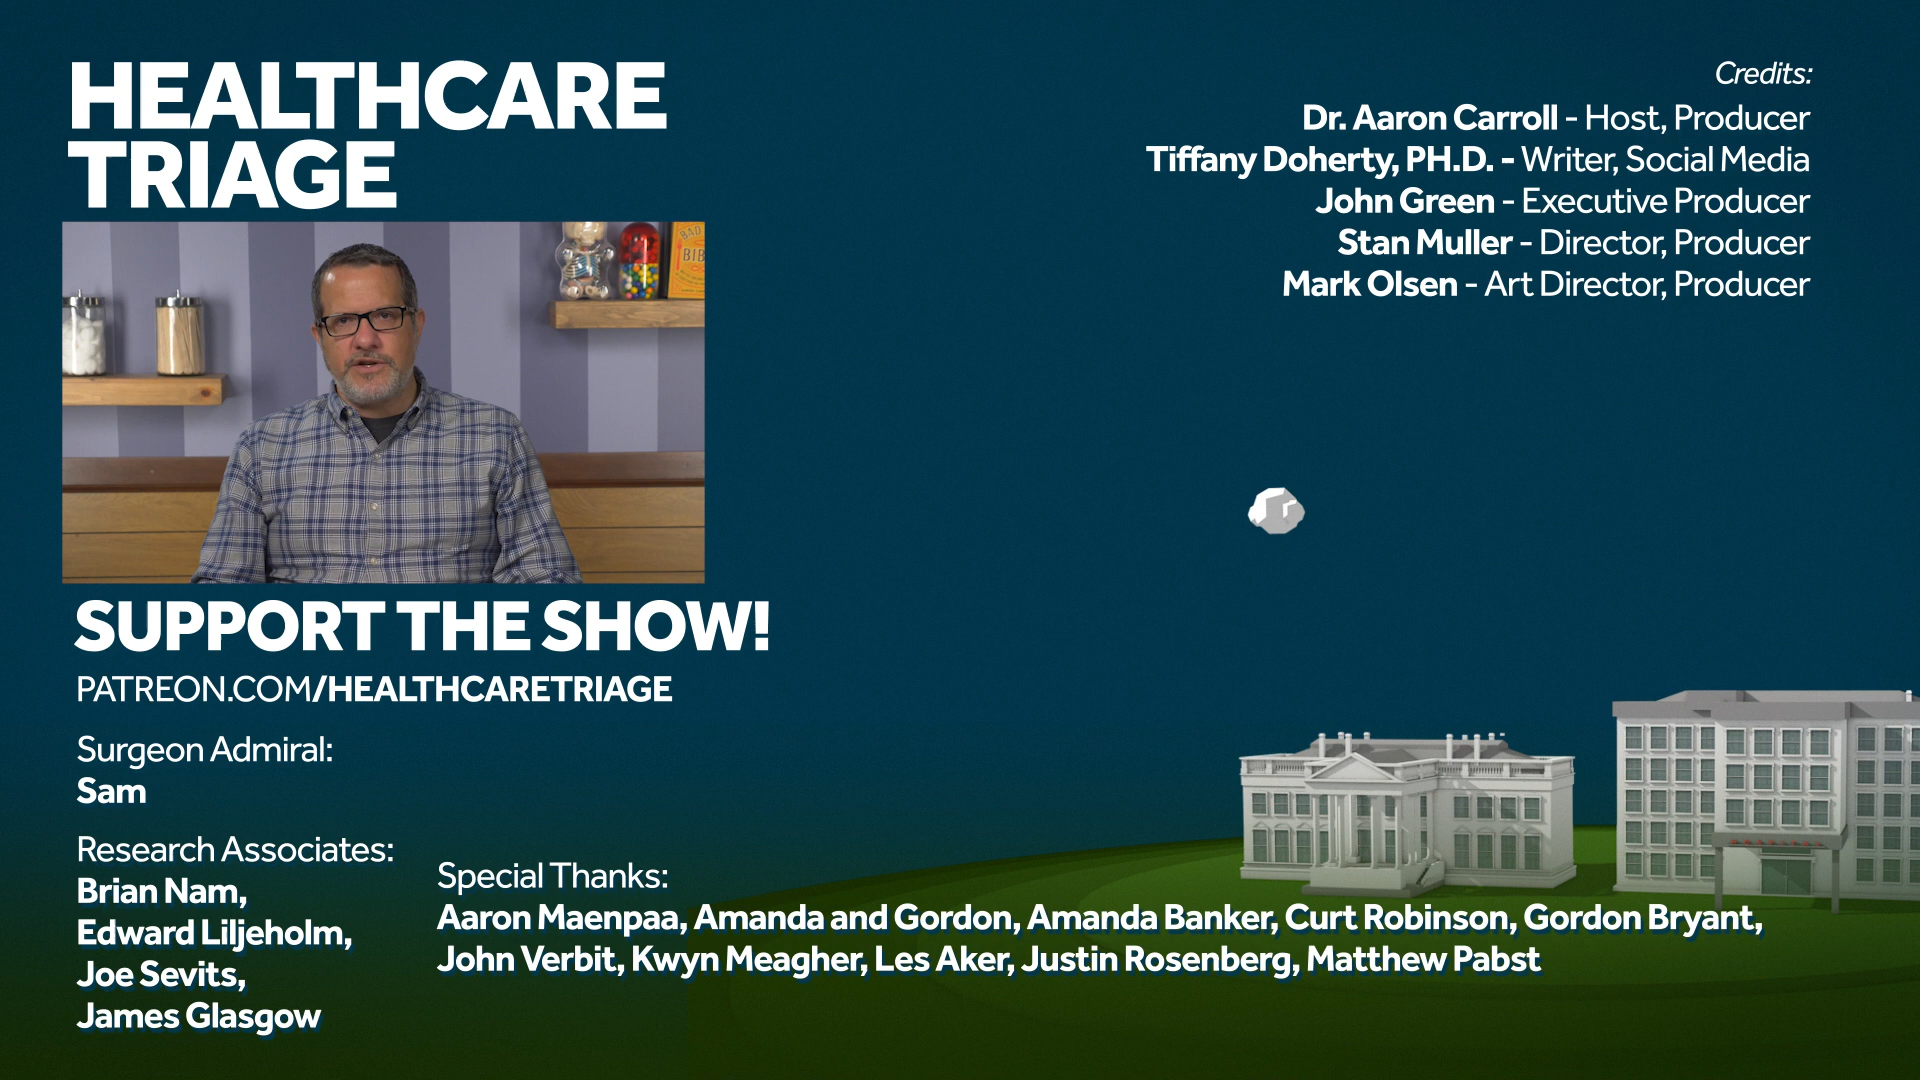 HEALTHCARE
TRIAGE
BAD
BIB
SUPPORT THE SHOW!
PATREON.COM/HEALTHCARETRIAGE
Surgeon Admiral:
Sam
Research Associates:
Brian Nam,
Edward Liljeholm,
Joe Sevits,
James Glasgow
Special Thanks:
Aaron Maenpaa, Amanda and Gordon, Amanda Banker, Curt Robinson, Gordon Bryant,
John Verbit, Kwyn Meagher, Les Aker, Justin Rosenberg, Matthew Pabst
Credits:
Dr. Aaron Carroll - Host, Producer
Tiffany Doherty, PH.D. - Writer, Social Media
John Green - Executive Producer
Stan Muller - Director, Producer
Mark Olsen - Art Director, Producer